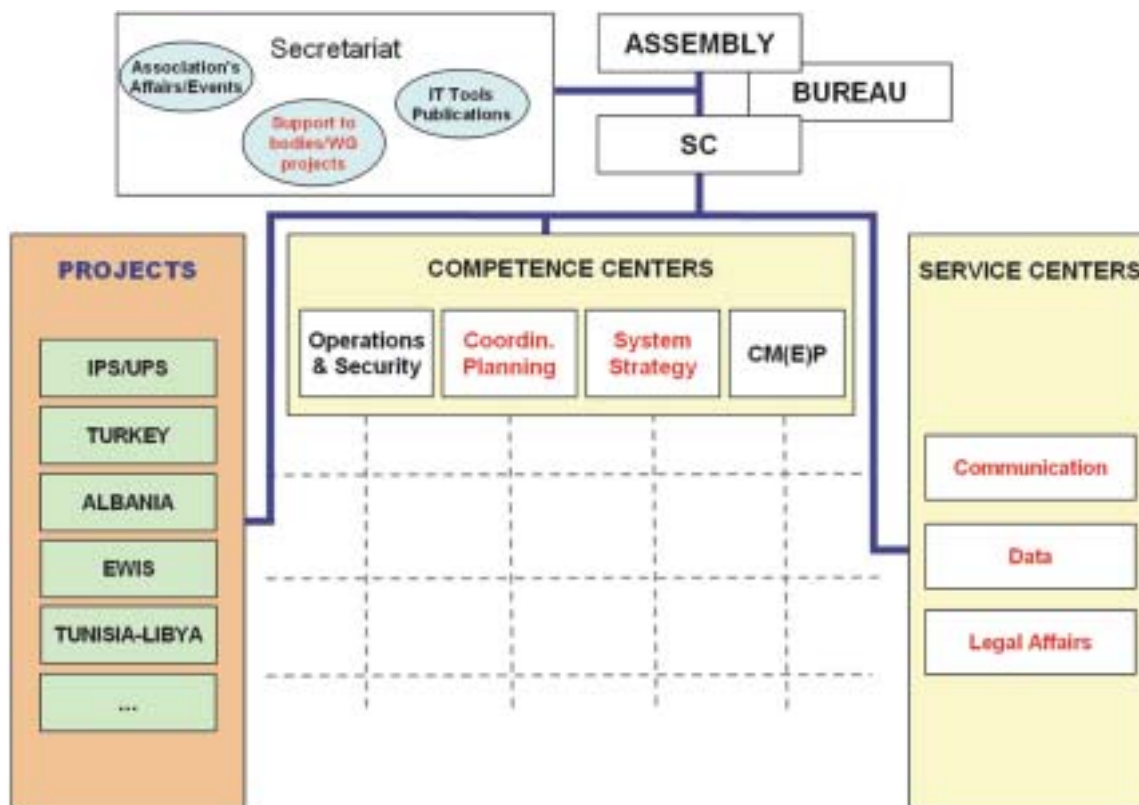 Secretariat
Association's
Affairs/Events
IT Tools
Publications
Support to
bodies/WG
projects
ASSEMBLY
BUREAU
SC
PROJECTS
IPS/UPS
TURKEY
ALBANIA
EWIS
TUNISIA-LIBYA
...
COMPETENCE CENTERS
Operations
& Security
Coordin.
Planning
System
Strategy
CM(E)P
SERVICE CENTERS
Communication
Data
Legal Affairs